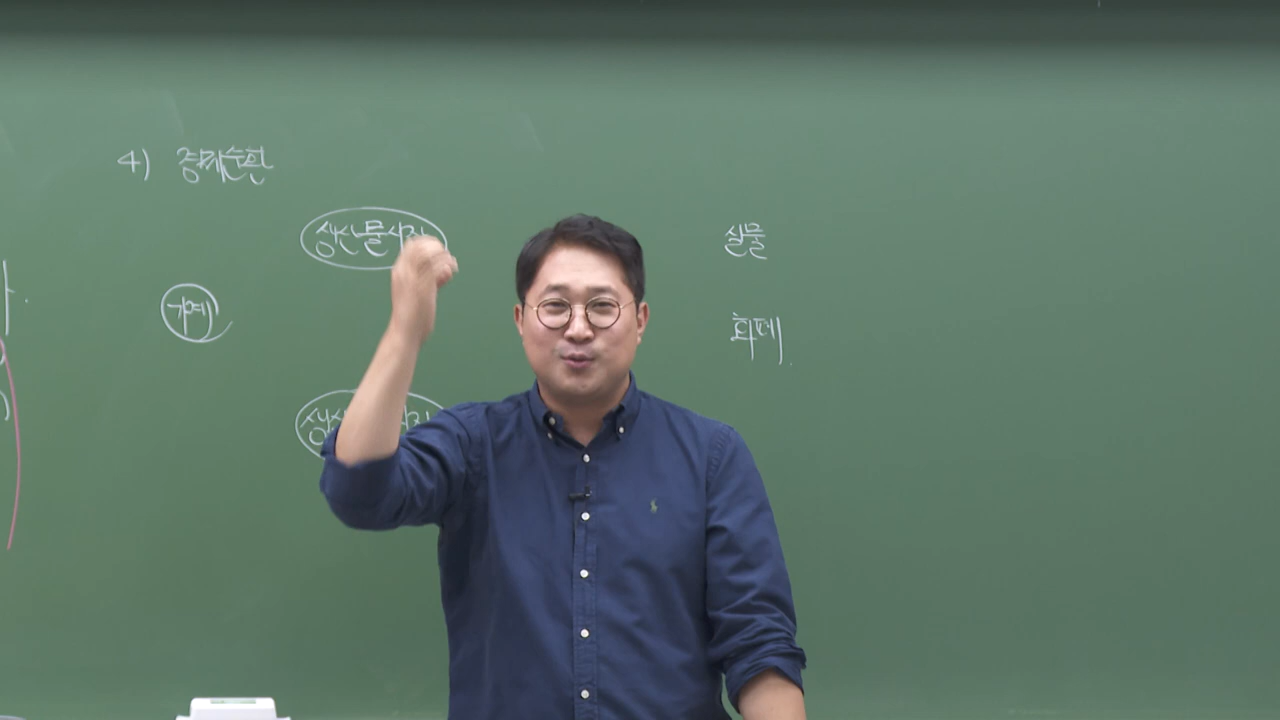 4) 경제순환
생산물시장
실물
가계
화폐